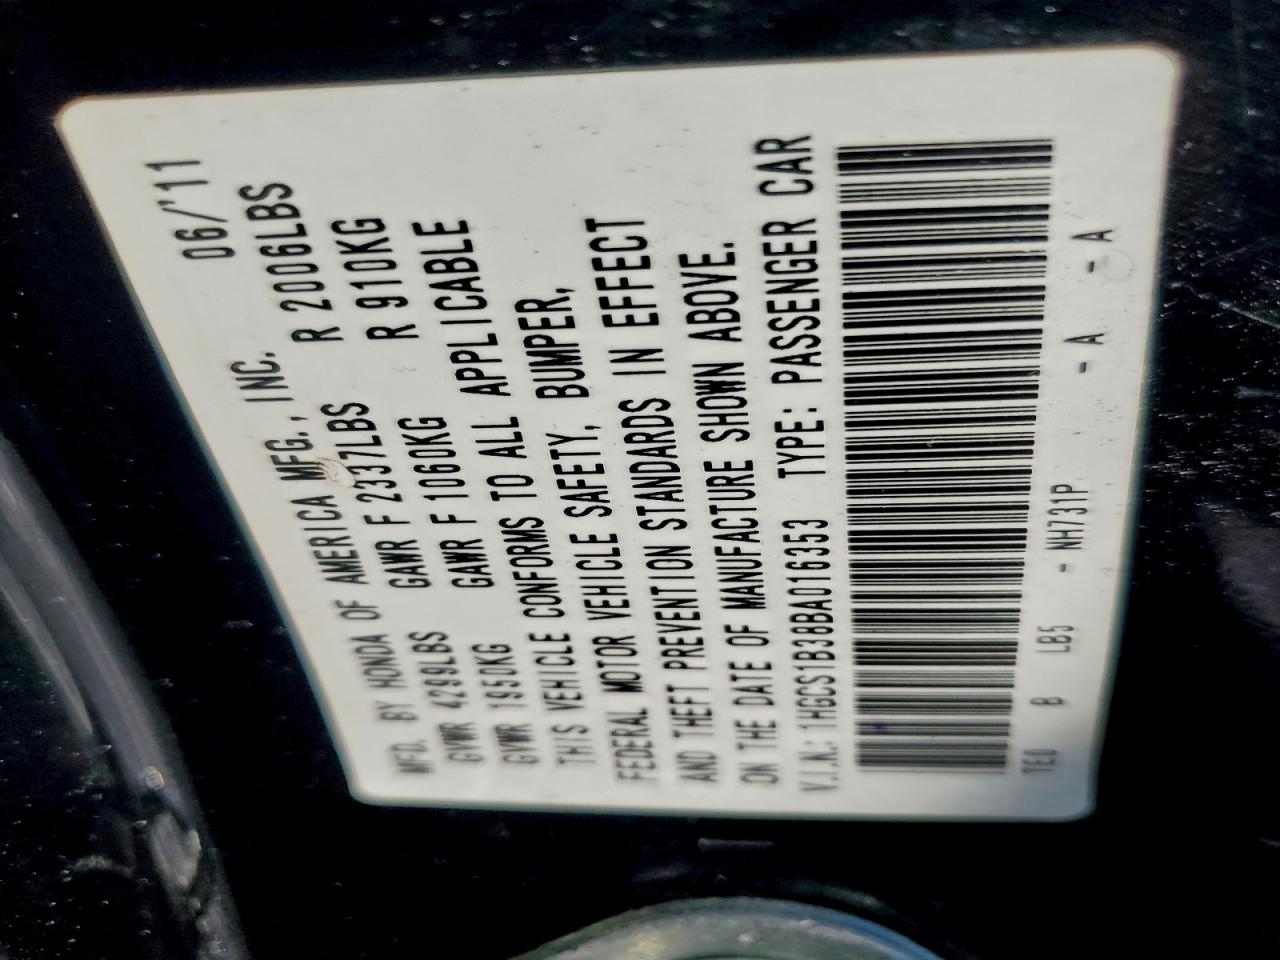 MFD. BY HONDA OF AMERICA MFG., INC. 06/'11
GVWR 4299LBS GAWR F 2337LBS R 2006LBS
GVWR 1950KG GAWR F 1060KG R 910KG
THIS VEHICLE CONFORMS TO ALL APPLICABLE
FEDERAL MOTOR VEHICLE SAFETY, BUMPER,
AND THEFT PREVENTION STANDARDS IN EFFECT
ON THE DATE OF MANUFACTURE SHOWN ABOVE.
V.I.N.: 1HGCS1B38BA016353 TYPE: PASSENGER CAR
TE0 B LB5 - NH731P - A - A